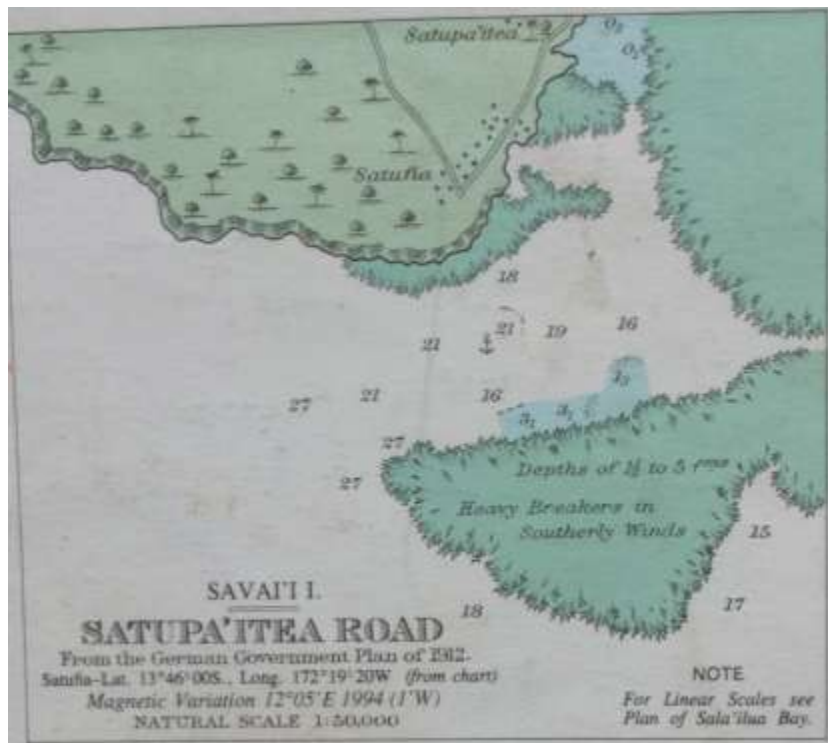 Satupa'itea
Satufia
18
21
19
16
21
27
21
16
27
27
Depths of 1½ to 5 fms
Heavy Breakers in
Southerly Winds
15
18
17
SAVAI'I I.
SATUPA'ITEA ROAD
From the German Government Plan of 1912.
Satufia-Lat. 13°46'00S., Long. 172°19'20W (from chart)
Magnetic Variation 12°05'E 1994 (1'W)
NATURAL SCALE 1:50,000
NOTE
For Linear Scales see
Plan of Sala'ilua Bay.